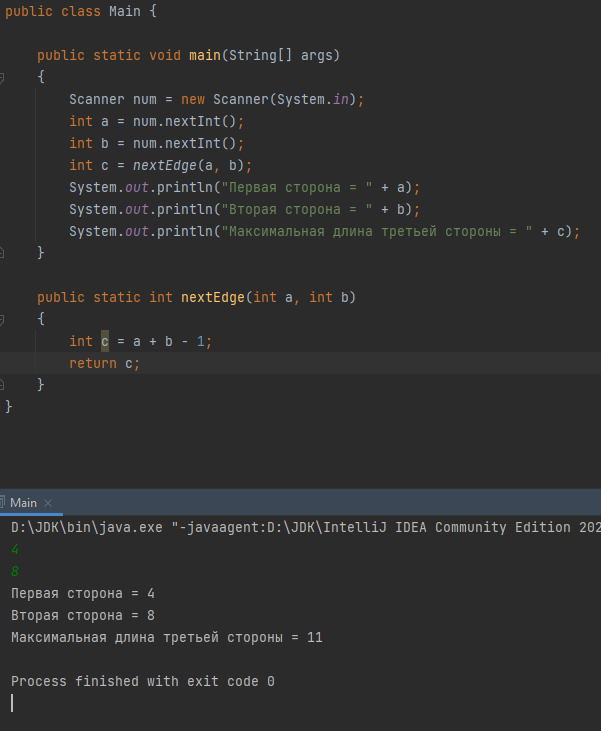 public class Main {
public static void main(String[] args)
{
Scanner num = new Scanner(System.in);
int a = num.nextInt();
int b = num.nextInt();
int c = nextEdge(a, b);
System.out.println("Первая сторона = " + a);
System.out.println("Вторая сторона = " + b);
System.out.println("Максимальная длина третьей стороны = " + c);
}
public static int nextEdge(int a, int b)
{
int c = a + b - 1;
return c;
}
}
Main
D:\JDK\bin\java.exe "-javaagent:D:\JDK\IntelliJ IDEA Community Edition 202
4
8
Первая сторона = 4
Вторая сторона = 8
Максимальная длина третьей стороны = 11
Process finished with exit code 0